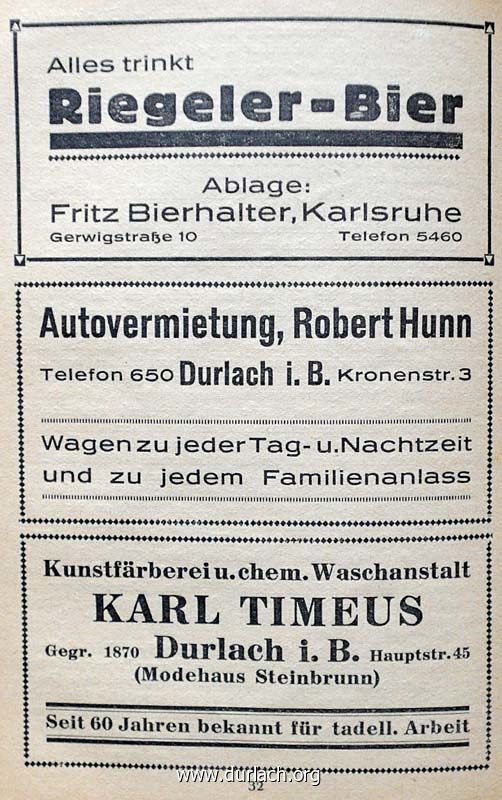 Alles trinkt
Riegeler-Bier
Ablage:
Fritz Bierhalter, Karlsruhe
Gerwigstraße 10 Telefon 5460
Autovermietung, Robert Hunn
Telefon 650 Durlach i. B. Kronenstr. 3
Wagen zu jeder Tag- u. Nachtzeit
und zu jedem Familienanlass
Kunstfärberei u. chem. Waschanstalt
KARL TIMEUS
Gegr. 1870 Durlach i. B. Hauptstr. 45
(Modehaus Steinbrunn)
Seit 60 Jahren bekannt für tadell. Arbeit
www.durlach.org
32